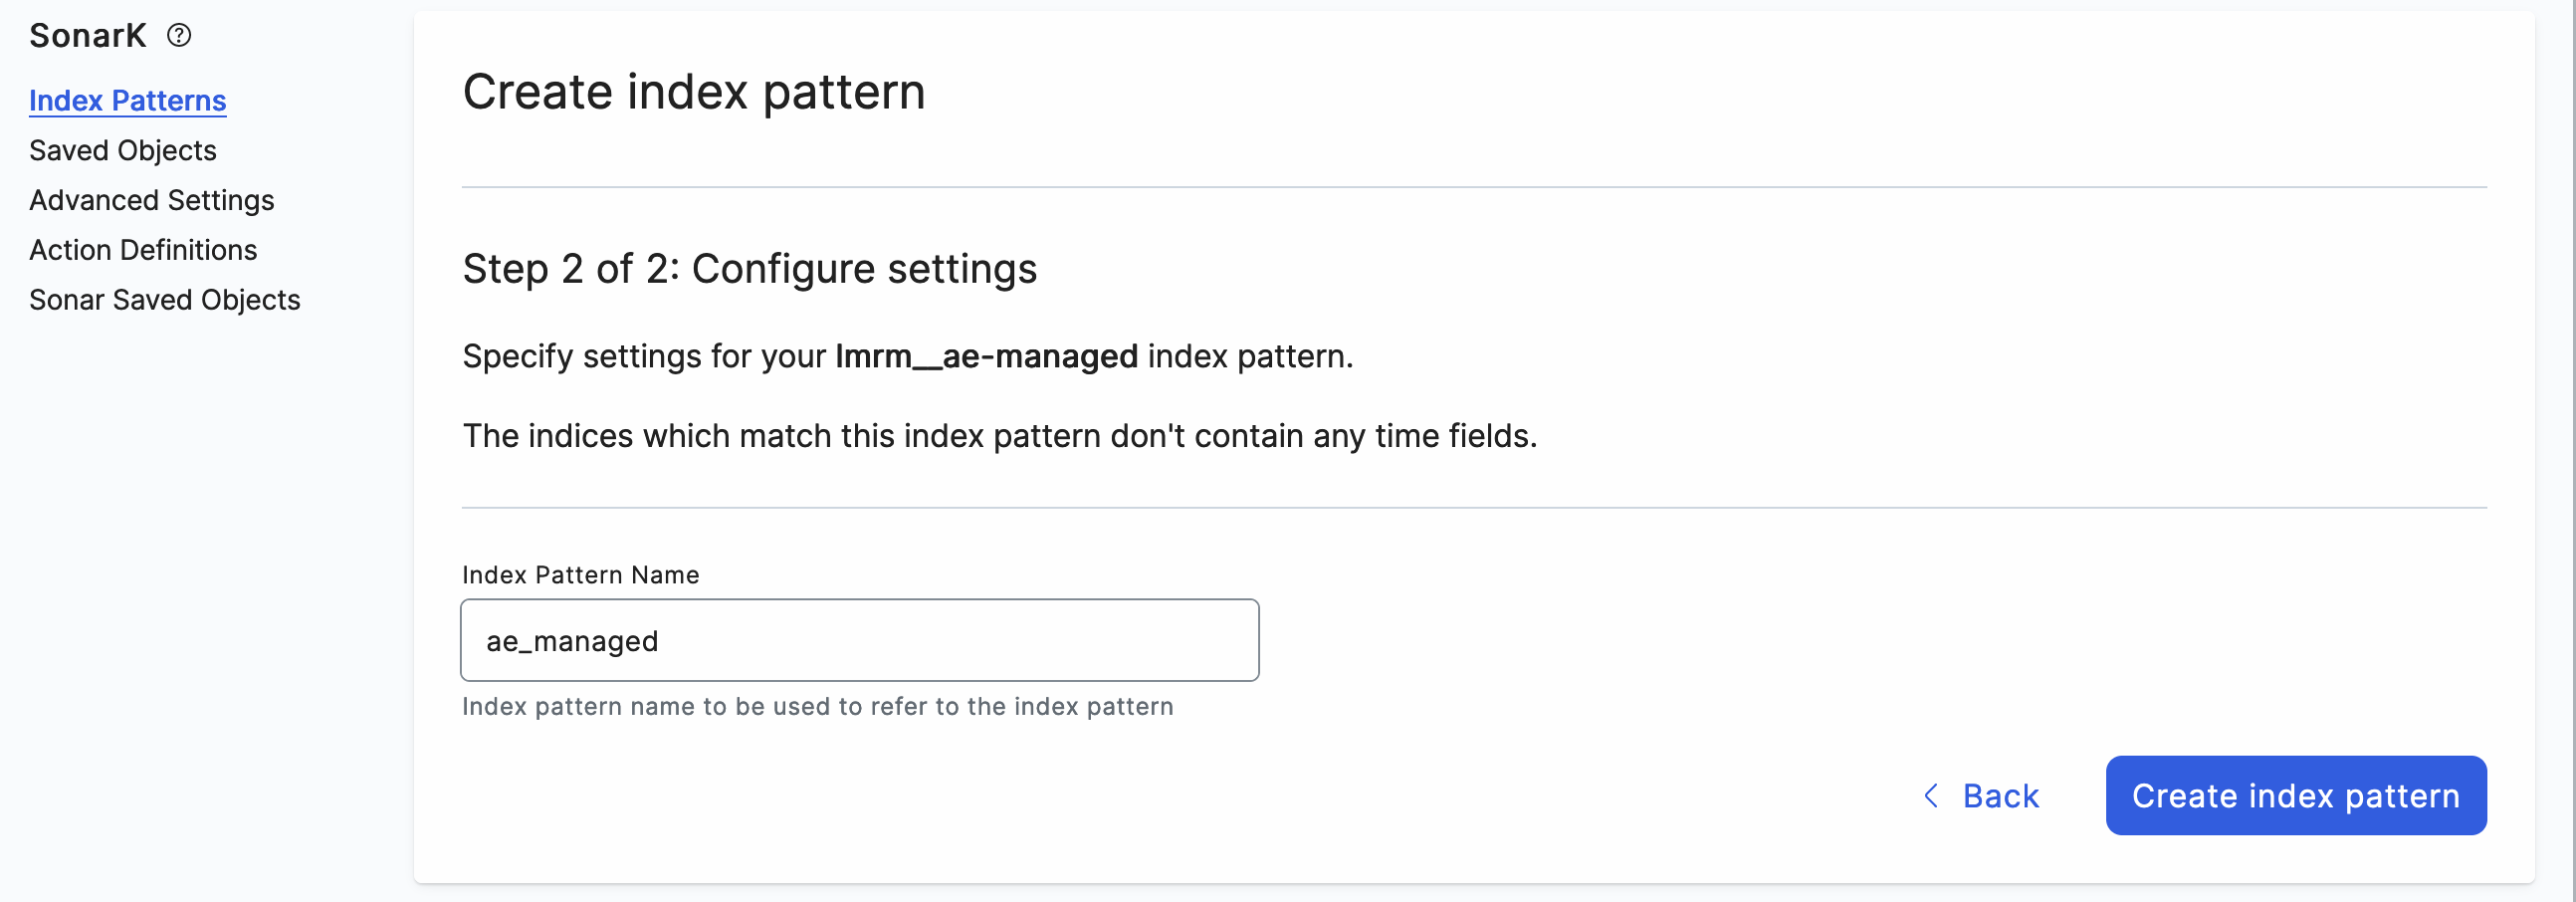 SonarK
Index Patterns
Saved Objects
Advanced Settings
Action Definitions
Sonar Saved Objects
Create index pattern
Step 2 of 2: Configure settings
Specify settings for your lmrm__ae-managed index pattern.
The indices which match this index pattern don't contain any time fields.
Index Pattern Name
ae_managed
Index pattern name to be used to refer to the index pattern
Back
Create index pattern